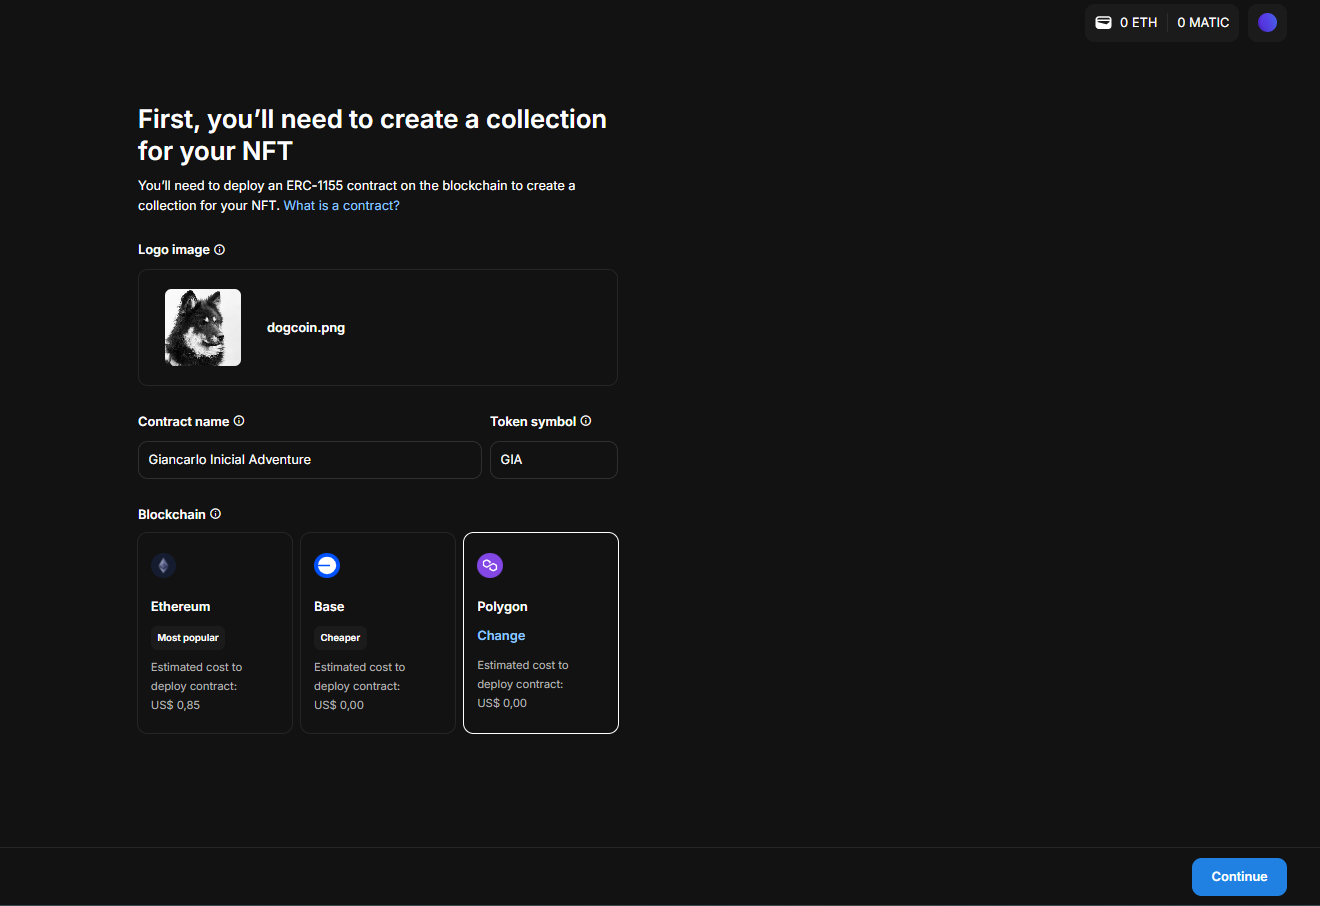 0 ETH
0 MATIC
First, you’ll need to create a collection
for your NFT
You’ll need to deploy an ERC-1155 contract on the blockchain to create a
collection for your NFT. What is a contract?
Logo image
dogcoin.png
Contract name
Token symbol
Giancarlo Inicial Adventure
GIA
Blockchain
Ethereum
Most popular
Estimated cost to
deploy contract:
US$ 0,85
Base
Cheaper
Estimated cost to
deploy contract:
US$ 0,00
Polygon
Change
Estimated cost to
deploy contract:
US$ 0,00
Continue